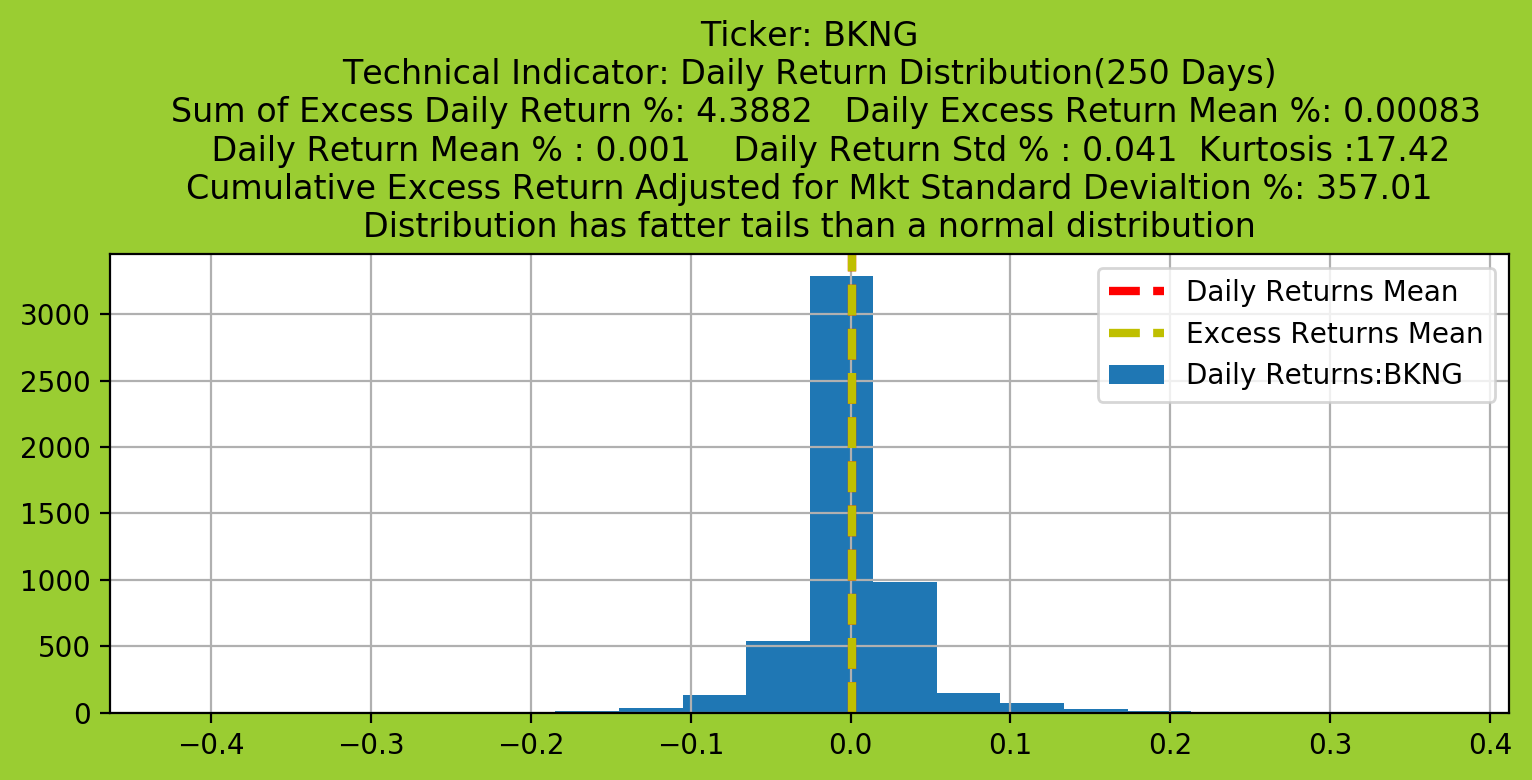 Ticker: BKNG
Technical Indicator: Daily Return Distribution(250 Days)
Sum of Excess Daily Return %: 4.3882   Daily Excess Return Mean %: 0.00083
Daily Return Mean % : 0.001    Daily Return Std % : 0.041  Kurtosis :17.42
Cumulative Excess Return Adjusted for Mkt Standard Devialtion %: 357.01
Distribution has fatter tails than a normal distribution
Daily Returns Mean
Excess Returns Mean
Daily Returns:BKNG
3000
2500
2000
1500
1000
500
0
−0.4 −0.3 −0.2 −0.1 0.0 0.1 0.2 0.3 0.4